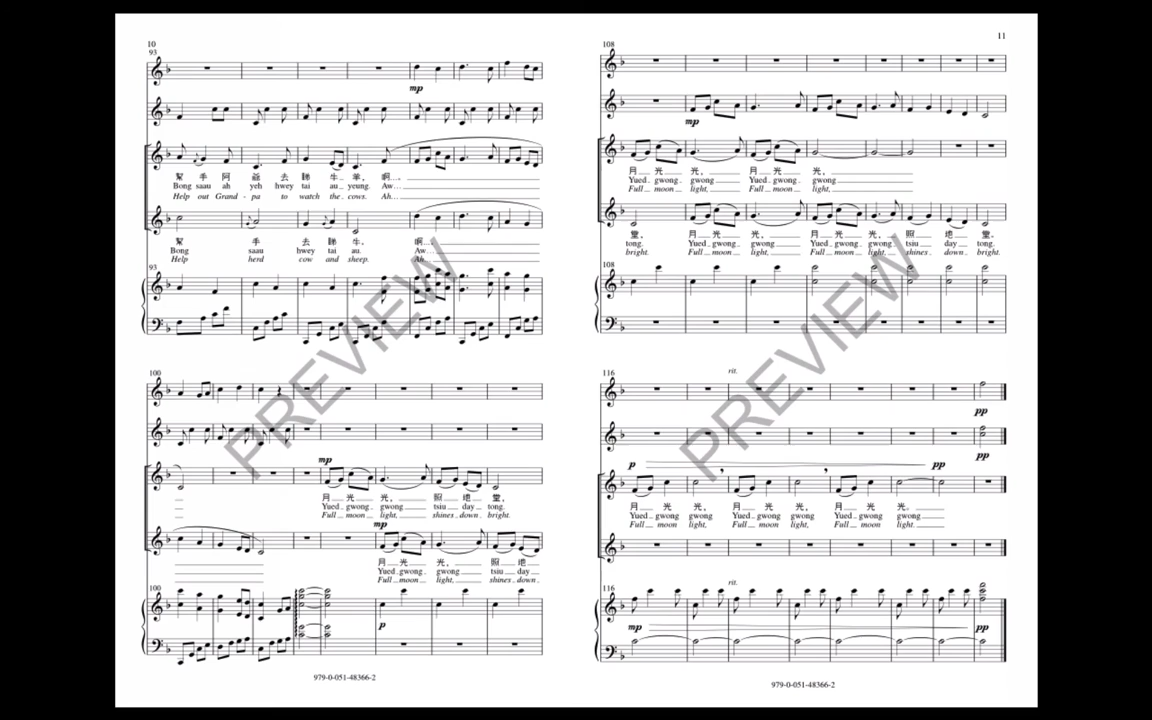 10
93
mp
幫 手 阿 爺 去 睇 牛 羊, 啊...
Bong saau ah yeh hwey tai au yeung. Aw...
Help out Grand - pa to watch the cows. Ah...
幫 手 去 睇 牛, 啊...
Bong saau hwey tai au. Aw...
Help herd cow and sheep. Ah.
93
PREVIEW
100
mp
月 光 光, 照 地 堂,
Yued gwong gwong tsiu day tong.
Full moon light, shines down bright.
mp
月 光 光, 照 地
Yued gwong gwong tsiu day
Full moon light, shines down
100
p
979-0-051-48366-2
11
108
mp
月 光 光, 月 光 光,
Yued gwong gwong Yued gwong gwong
Full moon light, Full moon light,
堂, 月 光 光, 月 光 光, 照 地 堂。
tong. Yued gwong gwong Yued gwong gwong tsiu day tong.
bright. Full moon light, Full moon light, shines down bright.
108
PREVIEW
116
rit.
pp
pp
p pp
月 光 光, 月 光 光, 月 光 光。
Yued gwong gwong Yued gwong gwong Yued gwong gwong
Full moon light, Full moon light, Full moon light.
116
rit.
mp pp
979-0-051-48366-2